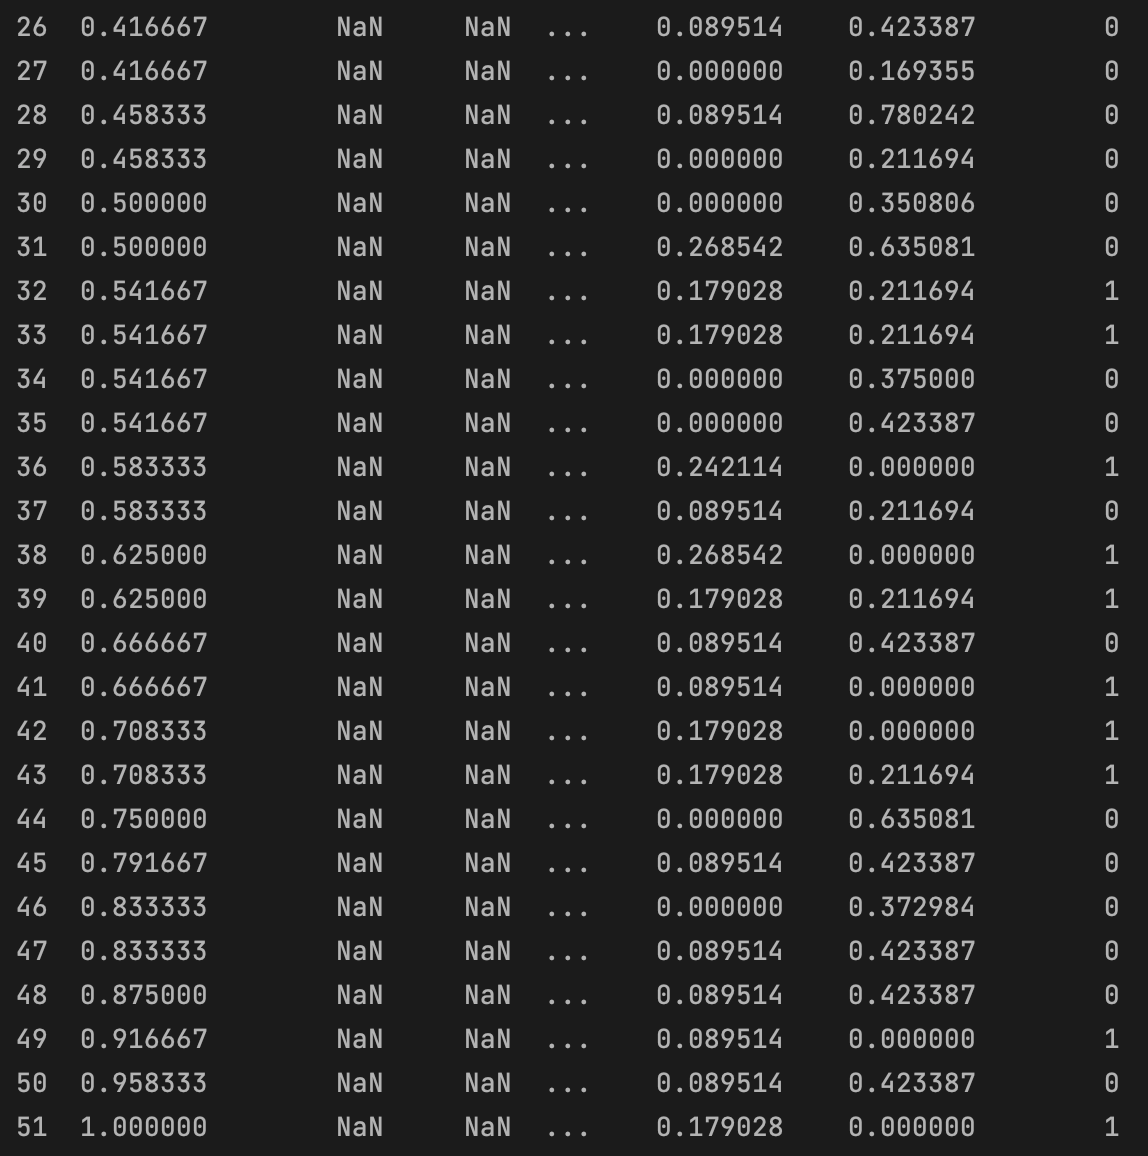 26 0.416667 NaN NaN ... 0.089514 0.423387 0
27 0.416667 NaN NaN ... 0.000000 0.169355 0
28 0.458333 NaN NaN ... 0.089514 0.780242 0
29 0.458333 NaN NaN ... 0.000000 0.211694 0
30 0.500000 NaN NaN ... 0.000000 0.350806 0
31 0.500000 NaN NaN ... 0.268542 0.635081 0
32 0.541667 NaN NaN ... 0.179028 0.211694 1
33 0.541667 NaN NaN ... 0.179028 0.211694 1
34 0.541667 NaN NaN ... 0.000000 0.375000 0
35 0.541667 NaN NaN ... 0.000000 0.423387 0
36 0.583333 NaN NaN ... 0.242114 0.000000 1
37 0.583333 NaN NaN ... 0.089514 0.211694 0
38 0.625000 NaN NaN ... 0.268542 0.000000 1
39 0.625000 NaN NaN ... 0.179028 0.211694 1
40 0.666667 NaN NaN ... 0.089514 0.423387 0
41 0.666667 NaN NaN ... 0.089514 0.000000 1
42 0.708333 NaN NaN ... 0.179028 0.000000 1
43 0.708333 NaN NaN ... 0.179028 0.211694 1
44 0.750000 NaN NaN ... 0.000000 0.635081 0
45 0.791667 NaN NaN ... 0.089514 0.423387 0
46 0.833333 NaN NaN ... 0.000000 0.372984 0
47 0.833333 NaN NaN ... 0.089514 0.423387 0
48 0.875000 NaN NaN ... 0.089514 0.423387 0
49 0.916667 NaN NaN ... 0.089514 0.000000 1
50 0.958333 NaN NaN ... 0.089514 0.423387 0
51 1.000000 NaN NaN ... 0.179028 0.000000 1